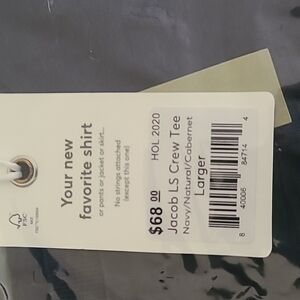 Your new
favorite shirt
or pants or jacket or skirt...
No strings attached
(except this one)
FSC
MIX
HOL 2020
$68.00
Jacob LS Crew Tee
Navy/Natural/Cabernet
Larger
8 40006 84714 4